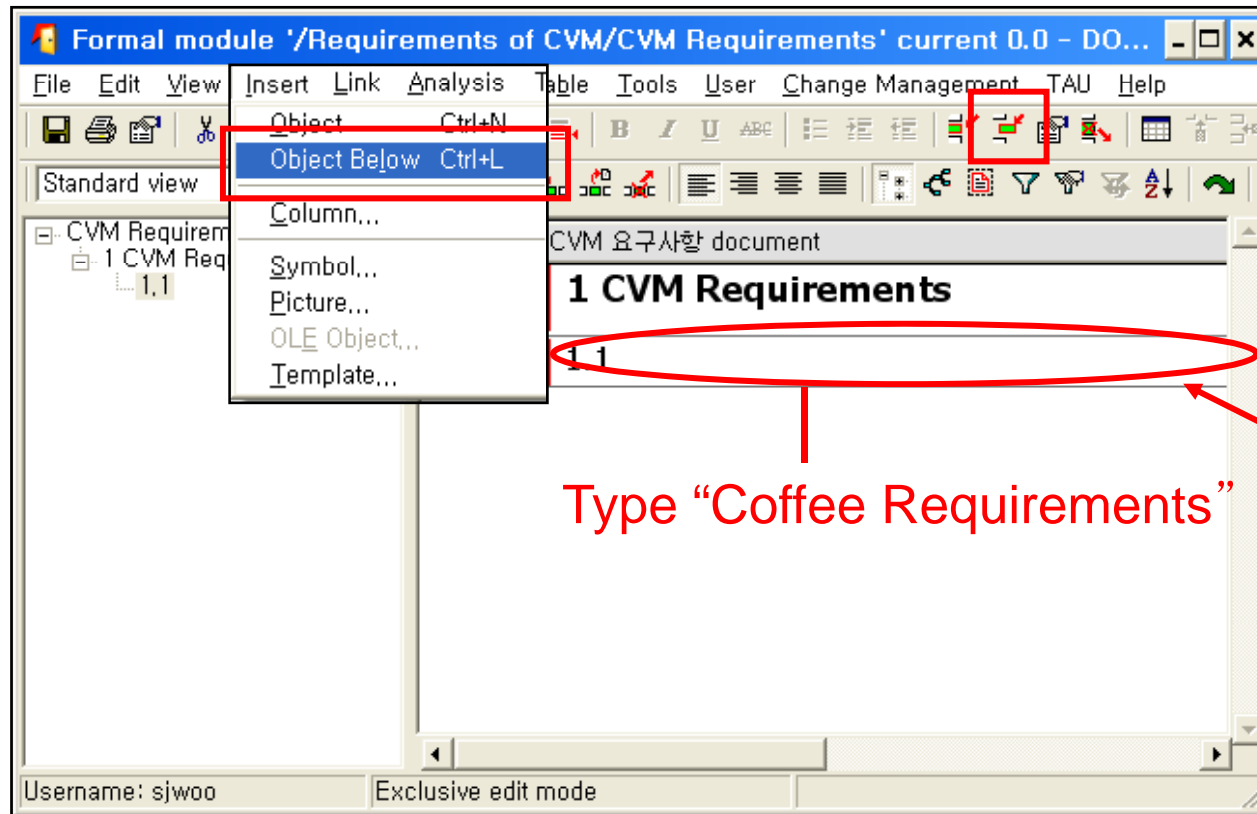 Formal module '/Requirements of CVM/CVM Requirements' current 0.0 - DO...
File Edit View Insert Link Analysis Table Tools User Change Management TAU Help
Object Ctrl+N
B I U ABC
Object Below Ctrl+L
Standard view
Column...
Symbol...
Picture...
OLE Object...
Template...
CVM Requirem
1 CVM Req
1.1
CVM 요구사항 document
1 CVM Requirements
1.1
Type “Coffee Requirements”
Username: sjwoo Exclusive edit mode